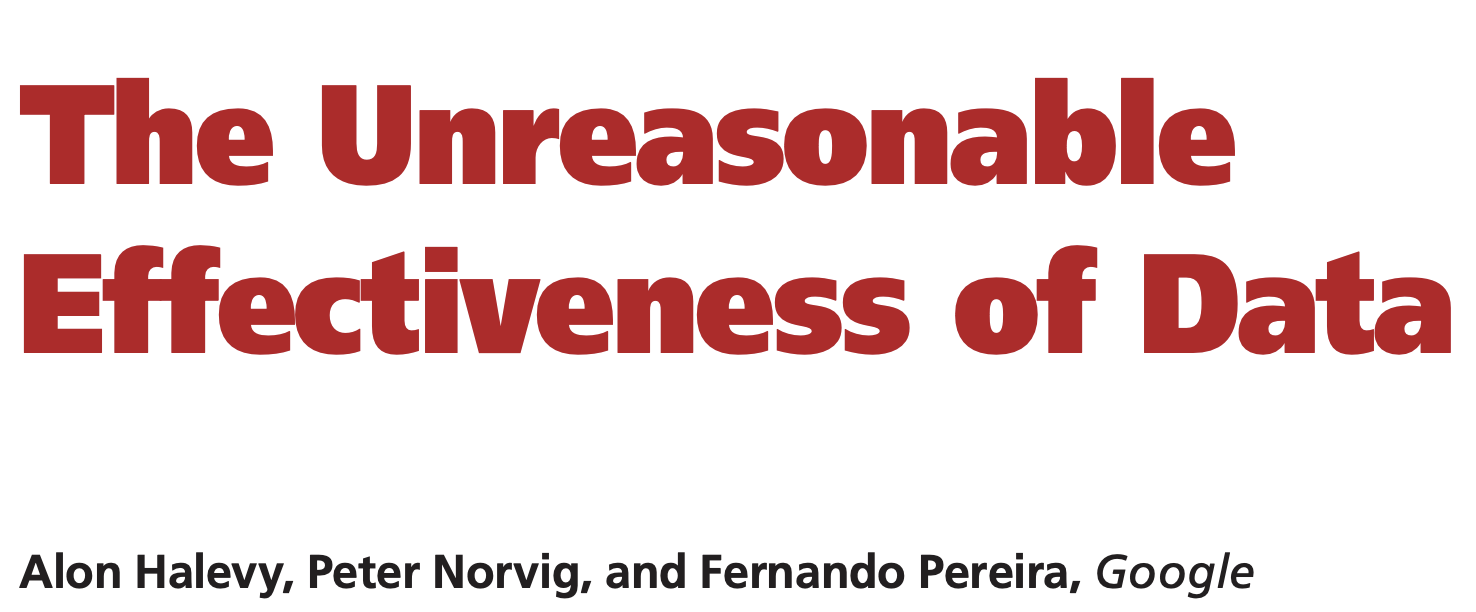 The Unreasonable
Effectiveness of Data
Alon Halevy, Peter Norvig, and Fernando Pereira, Google